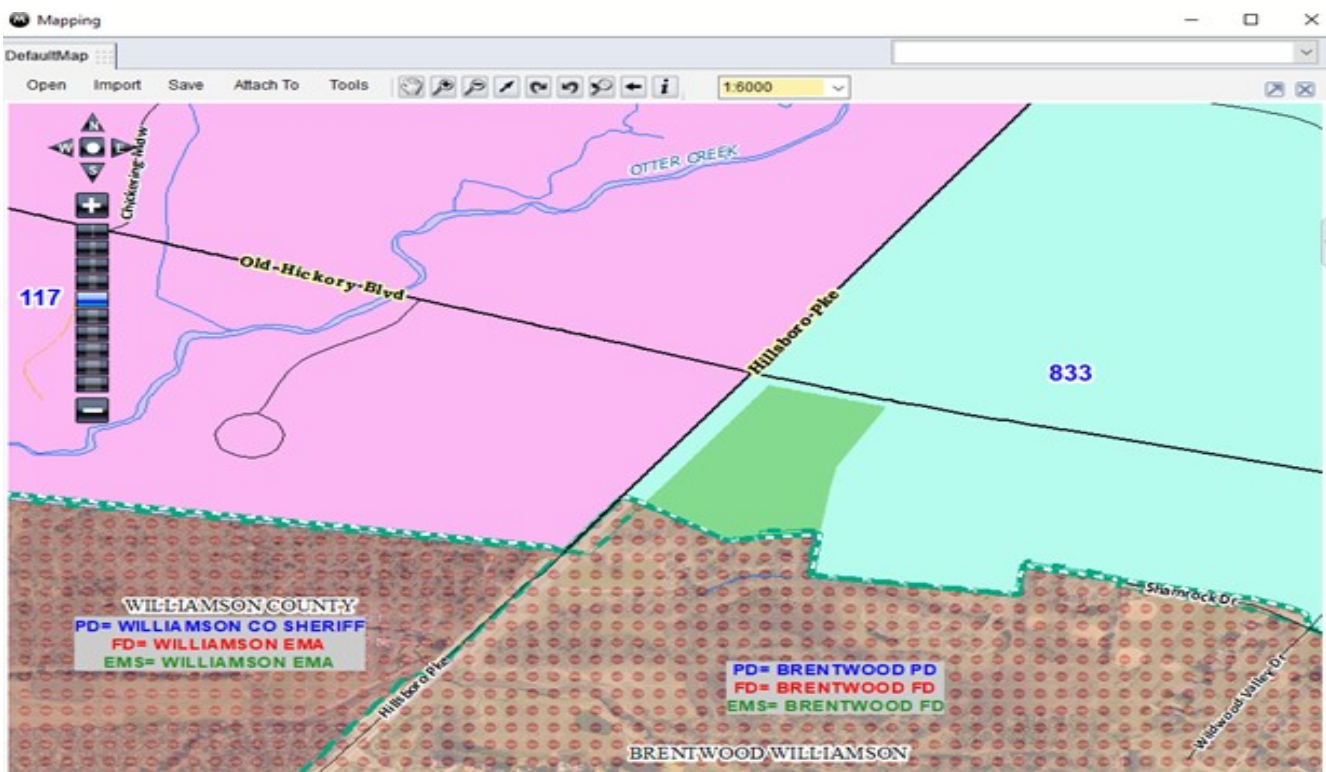 Mapping
DefaultMap
Open Import Save Attach To Tools 1:6000
N
W E
S
Chickering-Mdw
OTTER CREEK
Old-Hickory-Blvd
117
Hillsboro-Pke
833
Shamrock Dr
WILLIAMSON COUNTY
PD= WILLIAMSON CO SHERIFF
FD= WILLIAMSON EMA
EMS= WILLIAMSON EMA
Hillsboro Pke
PD= BRENTWOOD PD
FD= BRENTWOOD FD
EMS= BRENTWOOD FD
Wildwood Valley Dr
BRENTWOOD WILLIAMSON